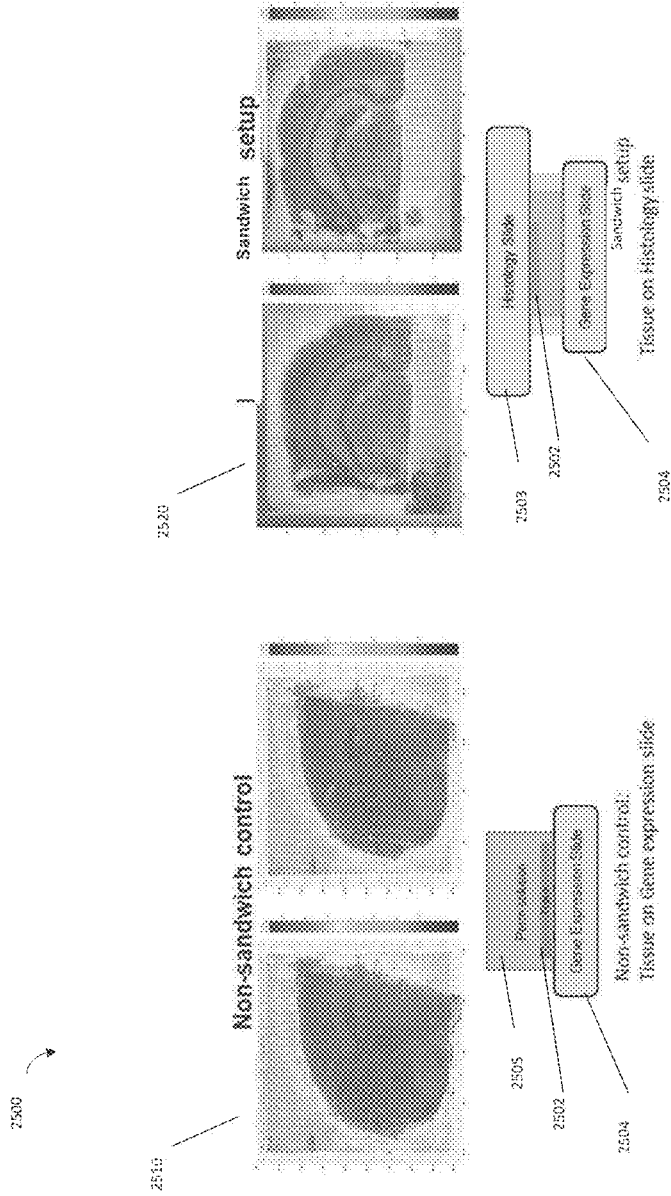 2500
2510
Non-sandwich control
2520
Sandwich setup
2505
2502
2504
Permeabilization
Gene Expression Slide
Non-sandwich control:
Tissue on Gene expression slide
2503
2502
2504
Histology Slide
Gene Expression Slide
Sandwich setup
Tissue on Histology slide